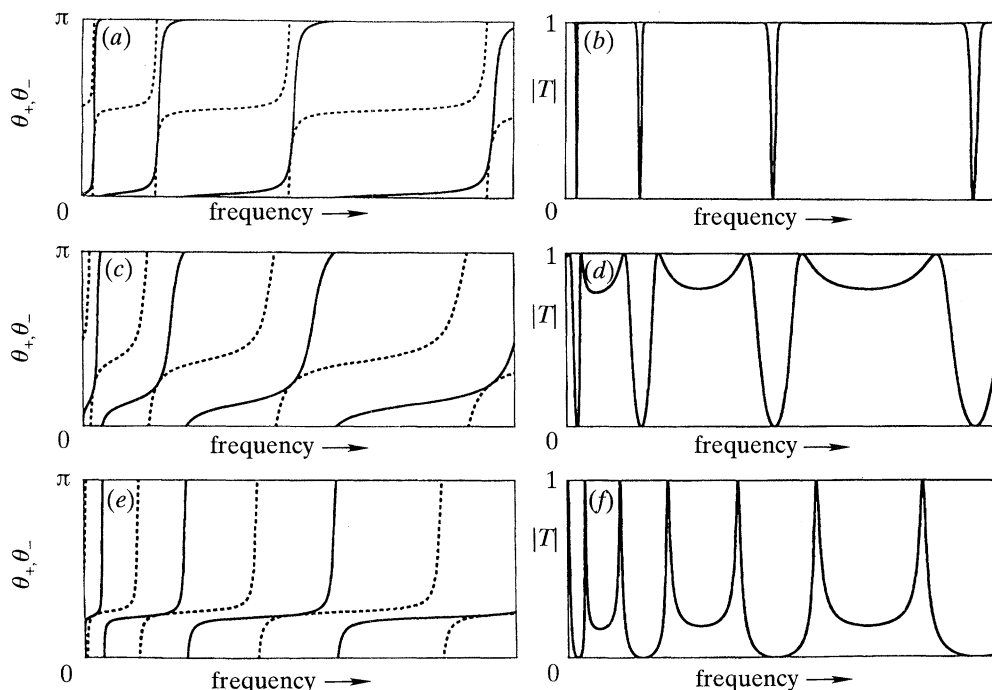 π (a) 1 (b)
θ₊, θ₋ |T|
0 frequency → 0 frequency →
π (c) 1 (d)
θ₊, θ₋ |T|
0 frequency → 0 frequency →
π (e) 1 (f)
θ₊, θ₋ |T|
0 frequency → 0 frequency →